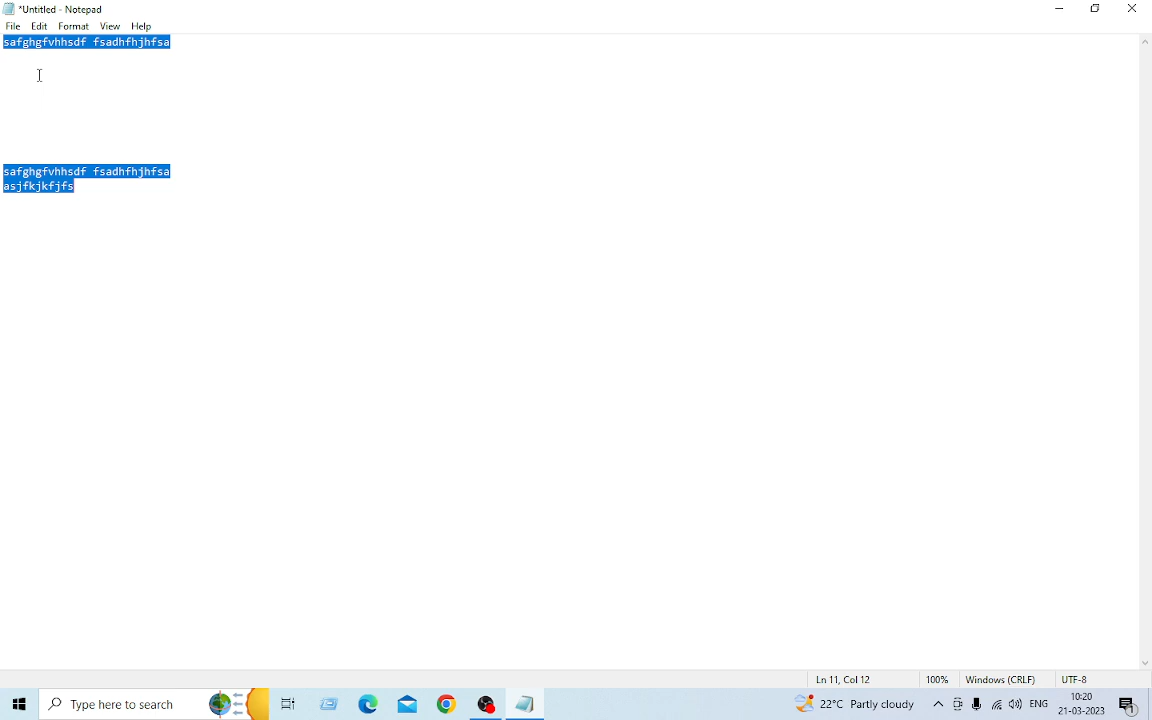 *Untitled - Notepad
File Edit Format View Help
safghgfvhhsdf fsadhfhjhfsa
safghgfvhhsdf fsadhfhjhfsa
asjfkjkfjfs
Ln 11, Col 12 100% Windows (CRLF) UTF-8
Type here to search 22°C Partly cloudy ENG 10:20
21-03-2023 1